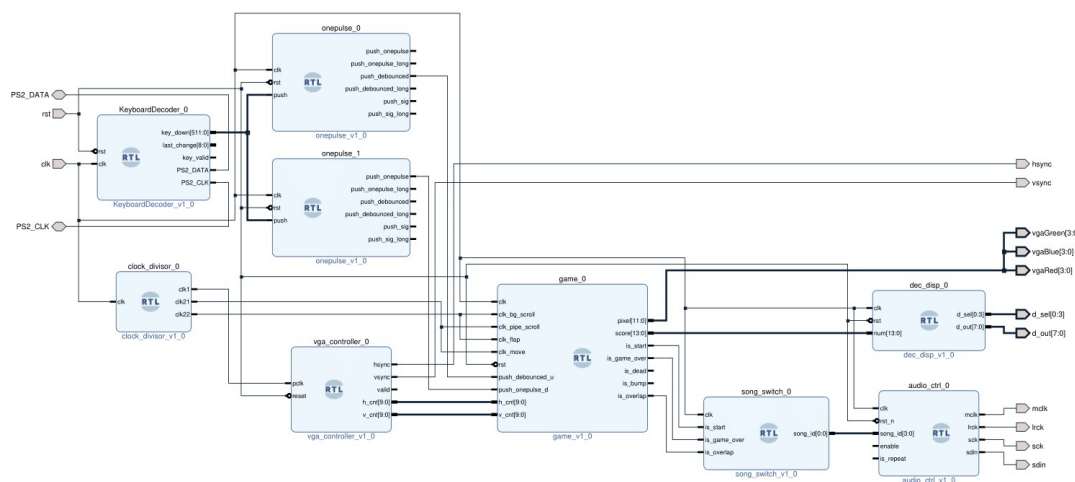 PS2_DATA
rst
clk
PS2_CLK
KeyboardDecoder_0
rst
clk
RTL
key_down[511:0]
last_change[8:0]
key_valid
PS2_DATA
PS2_CLK
KeyboardDecoder_v1_0
clock_divisor_0
clk
RTL
clk1
clk21
clk22
clock_divisor_v1_0
onepulse_0
clk
rst
push
RTL
push_onepulse
push_onepulse_long
push_debounced
push_debounced_long
push_sig
push_sig_long
onepulse_v1_0
onepulse_1
clk
rst
push
RTL
push_onepulse
push_onepulse_long
push_debounced
push_debounced_long
push_sig
push_sig_long
onepulse_v1_0
vga_controller_0
pclk
reset
RTL
hsync
vsync
valid
h_cnt[9:0]
v_cnt[9:0]
vga_controller_v1_0
game_0
clk
clk_bg_scroll
clk_pipe_scroll
clk_flap
clk_move
rst
push_debounced_u
push_onepulse_d
h_cnt[9:0]
v_cnt[9:0]
RTL
pixel[11:0]
score[13:0]
is_start
is_game_over
is_dead
is_bump
is_overlap
game_v1_0
song_switch_0
clk
is_start
is_game_over
is_overlap
RTL
song_id[0:0]
song_switch_v1_0
dec_disp_0
clk
rst
num[13:0]
RTL
d_sel[0:3]
d_out[7:0]
dec_disp_v1_0
audio_ctrl_0
clk
rst_n
song_id[3:0]
enable
is_repeat
RTL
mclk
lrck
sck
sdin
audio_ctrl_v1_0
hsync
vsync
vgaGreen[3:0
vgaBlue[3:0]
vgaRed[3:0]
d_sel[0:3]
d_out[7:0]
mclk
lrck
sck
sdin